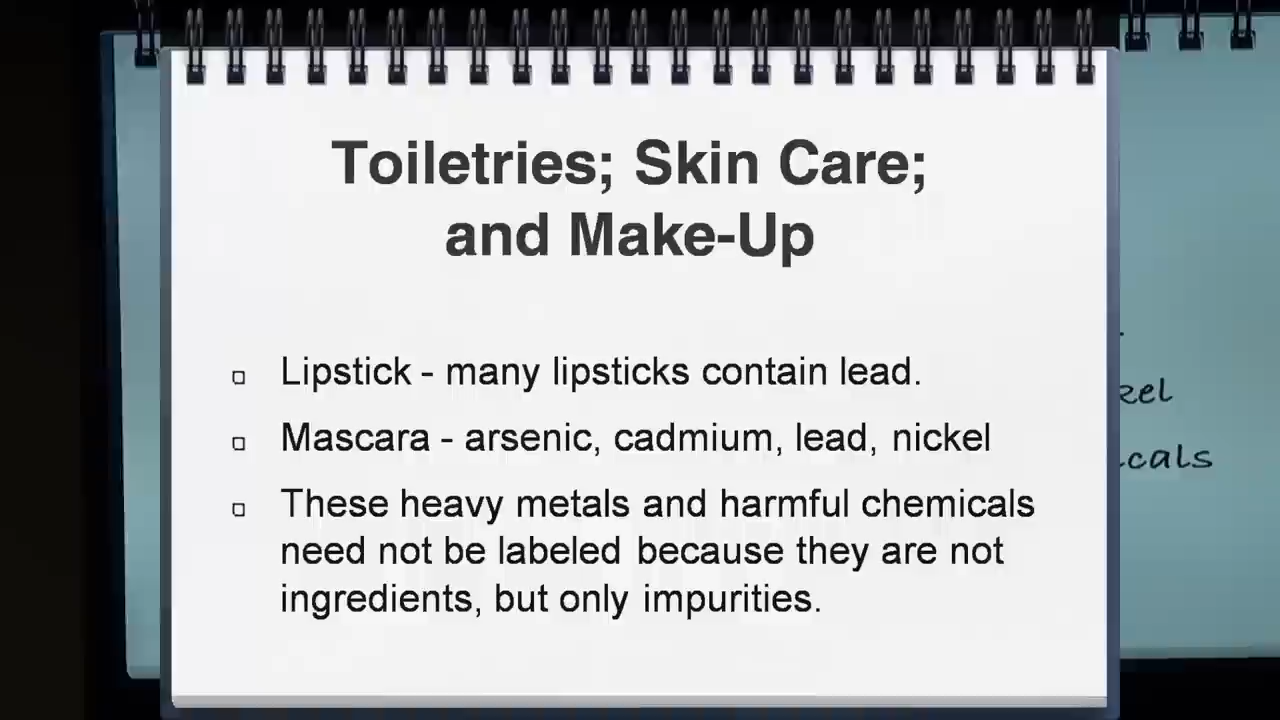 Toiletries; Skin Care;
and Make-Up
Lipstick - many lipsticks contain lead.
Mascara - arsenic, cadmium, lead, nickel
These heavy metals and harmful chemicals
need not be labeled because they are not
ingredients, but only impurities.